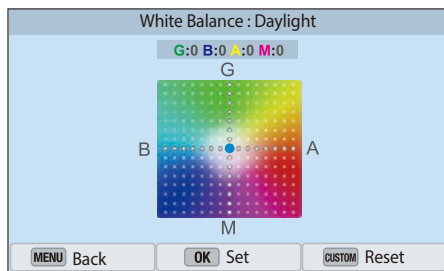 White Balance : Daylight
G:0 B:0 A:0 M:0
G
B A
M
MENU Back OK Set CUSTOM Reset